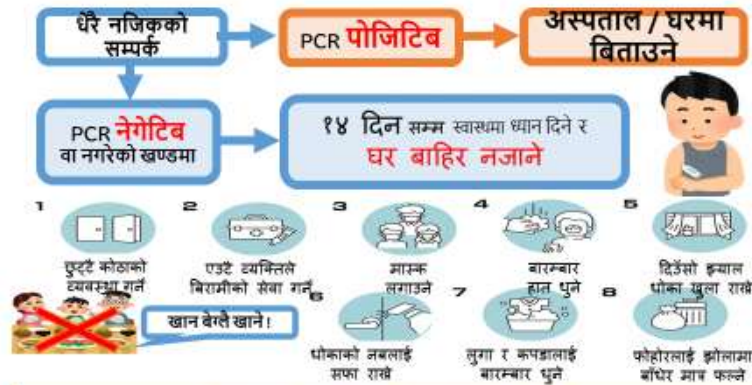 धेरै नजिकको
सम्पर्क
PCR पोजिटिब
अस्पताल / घरमा
बिताउने
PCR नेगेटिब
वा नगरेको खण्डमा
१४ दिन सम्म स्वास्थमा ध्यान दिने र
घर बाहिर नजाने
1
छुट्टै कोठाको
व्यवस्था गर्ने
2
एउटै व्यक्तिले
बिरामीको सेवा गर्ने
3
मास्क
लगाउने
4
बारम्बार
हात धुने
5
दिउँसो झ्याल
धोका खुला राखे
खान बेग्लै खाने!
6
धोकाको नबलाई
सफा राखे
7
लुगा र कपडालाई
बारम्बार धुने
8
फोहोरलाई झोलामा
बाँधेर मात्र फल्ने